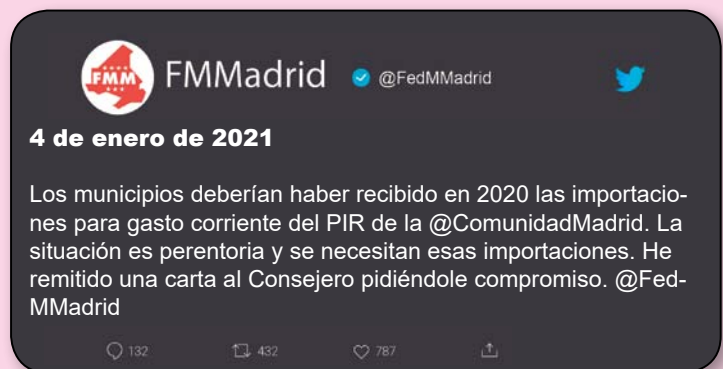 FMM
FMMadrid @FedMMadrid
4 de enero de 2021
Los municipios deberían haber recibido en 2020 las importacio-
nes para gasto corriente del PIR de la @ComunidadMadrid. La
situación es perentoria y se necesitan esas importaciones. He
remitido una carta al Consejero pidiéndole compromiso. @Fed-
MMadrid
132 432 787